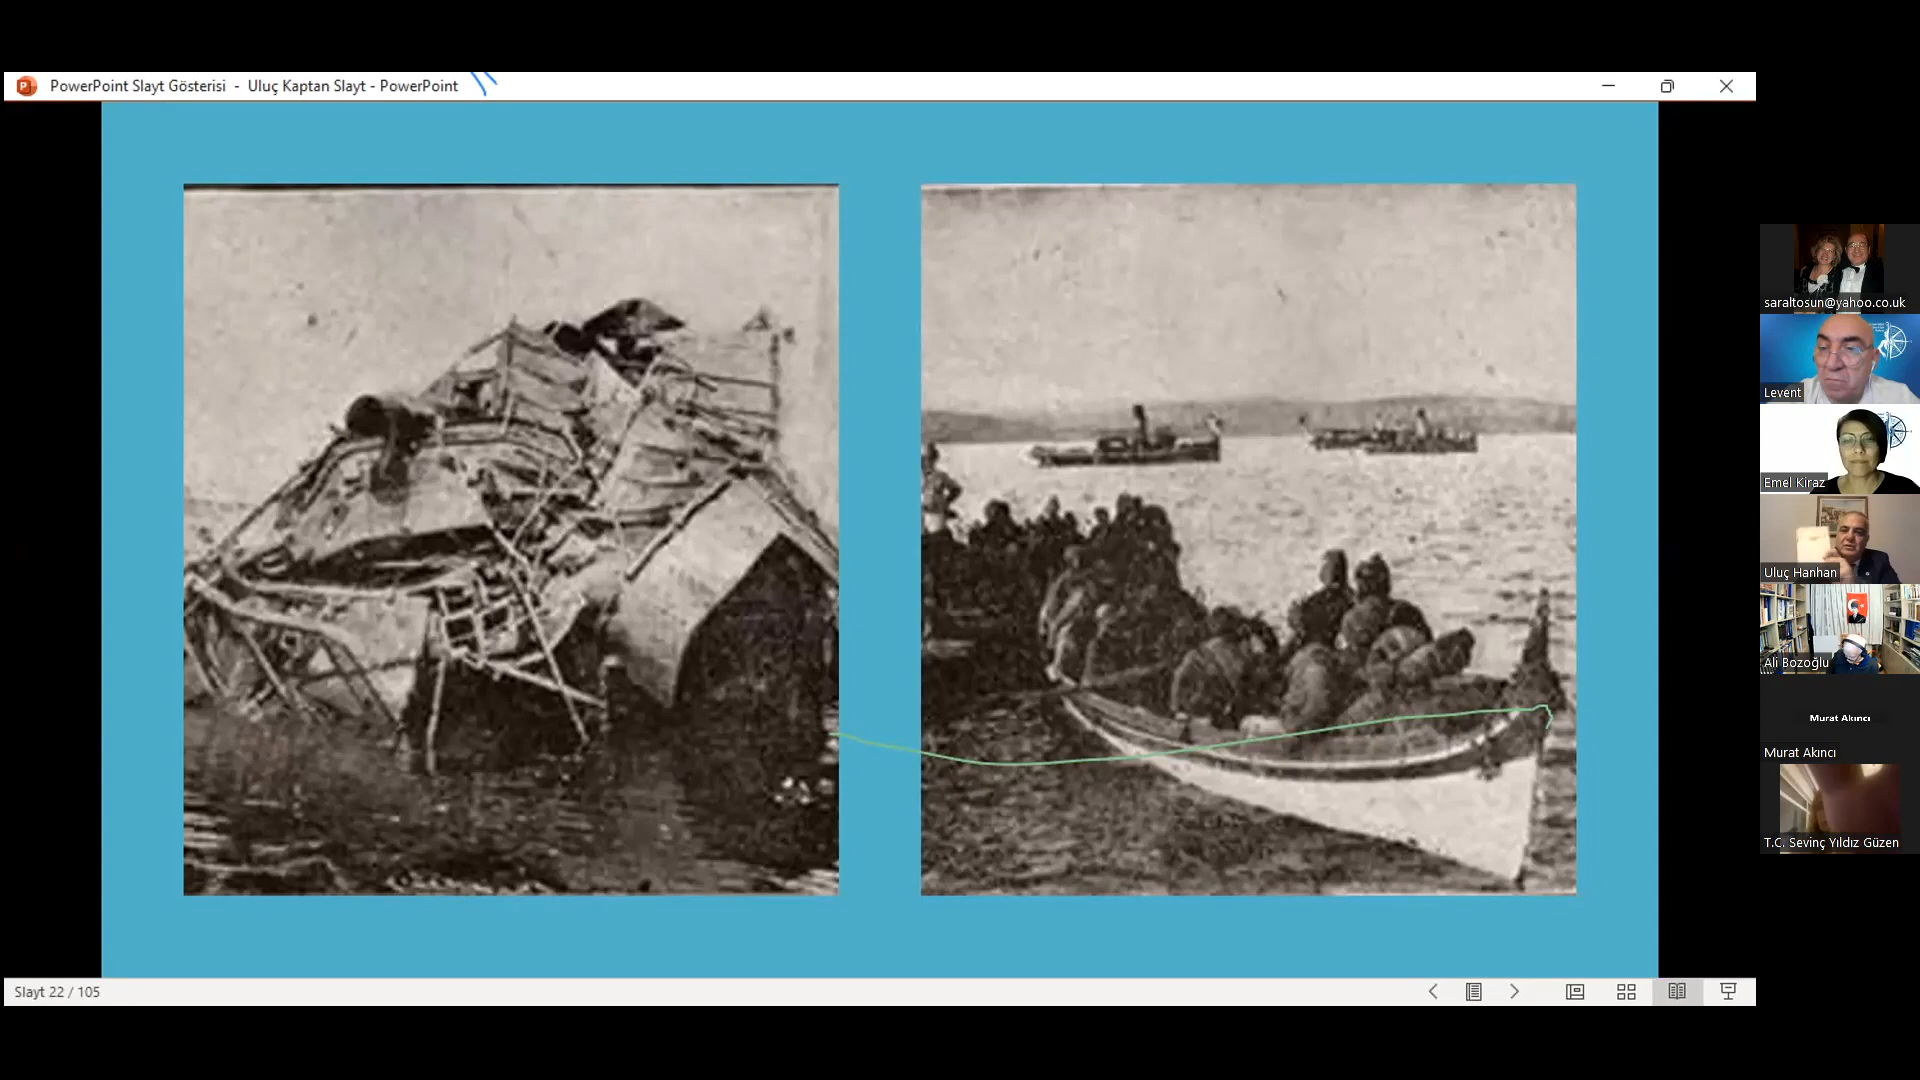 PowerPoint Slayt Gösterisi - Uluç Kaptan Slayt - PowerPoint
saraltosun@yahoo.co.uk
Levent
Emel Kiraz
Uluç Hanhan
Ali Bozoğlu
Murat Akıncı
Murat Akıncı
T.C. Sevinç Yıldız Güzen
Slayt 22 / 105